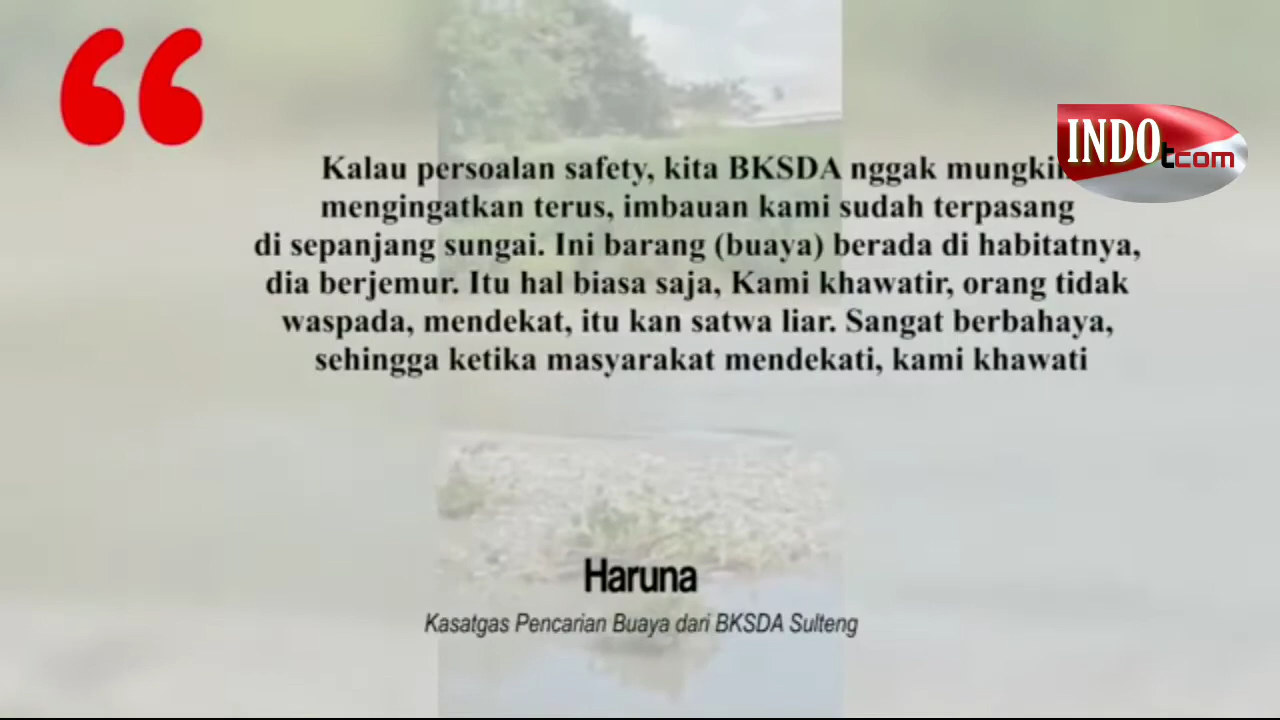 INDO
tcom
Kalau persoalan safety, kita BKSDA nggak
mengingatkan terus, imbauan kami sudah terpasang
di sepanjang sungai. Ini barang (buaya) berada di habitatnya,
dia berjemur. Itu hal biasa saja, Kami khawatir, orang tidak
waspada, mendekat, itu kan satwa liar. Sangat berbahaya,
sehingga ketika masyarakat mendekati, kami khawati
Haruna
Kasatgas Pencarian Buaya dari BKSDA Sulteng